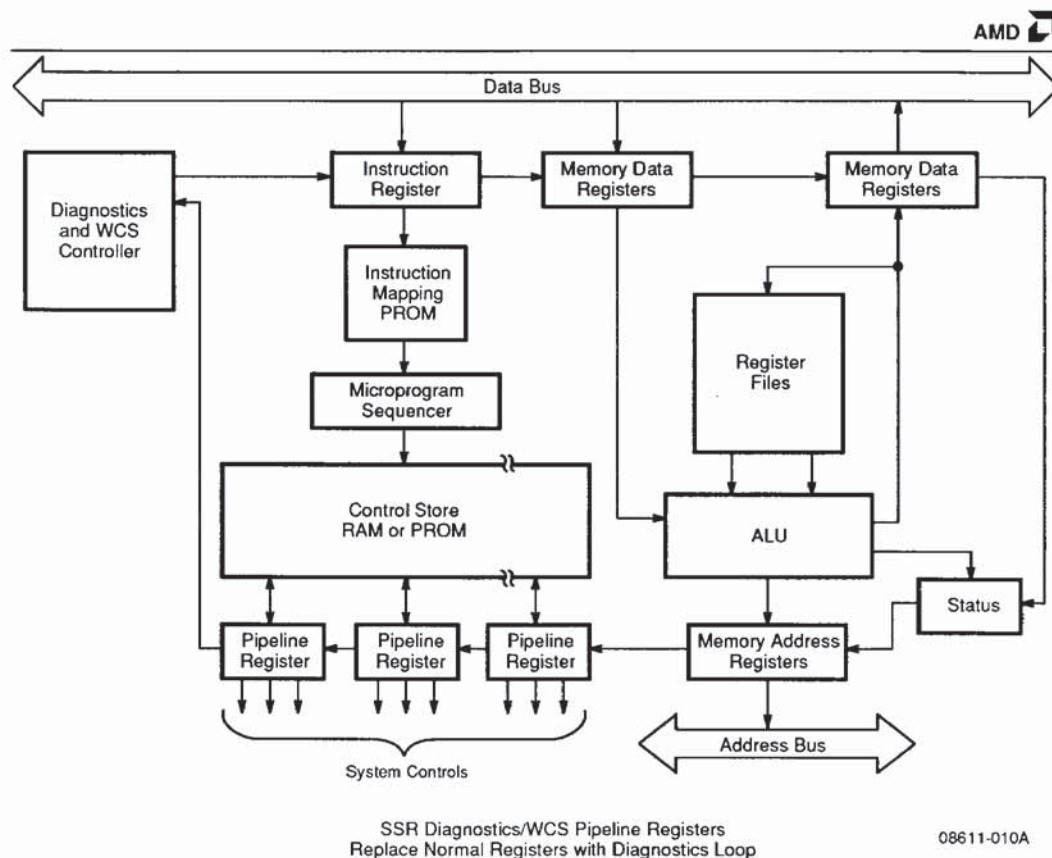 AMD
Data Bus
Diagnostics
and WCS
Controller
Instruction
Register
Memory Data
Registers
Memory Data
Registers
Instruction
Mapping
PROM
Register
Files
Microprogram
Sequencer
Control Store
RAM or PROM
ALU
Status
Pipeline
Register
Pipeline
Register
Pipeline
Register
Memory Address
Registers
System Controls
Address Bus
SSR Diagnostics/WCS Pipeline Registers
Replace Normal Registers with Diagnostics Loop
08611-010A